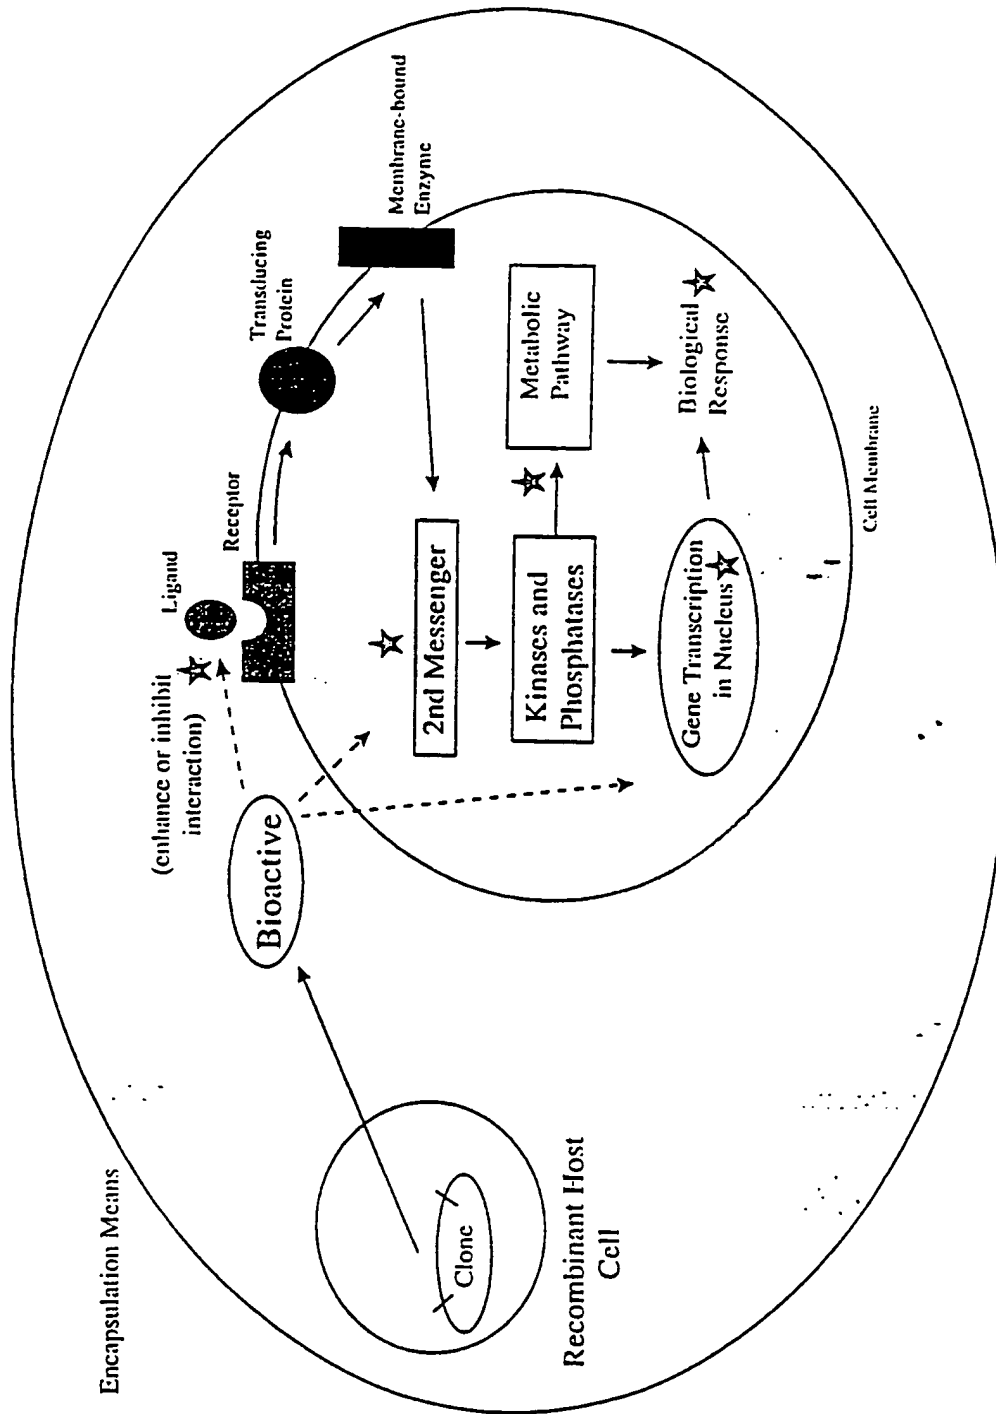 Encapsulation Means
(enhance or inhibit
interaction)
Ligand
Receptor
Transducing
Protein
Membrane-bound
Enzyme
Bioactive
2nd Messenger
Kinases and
Phosphatases
Metabolic
Pathway
Gene Transcription
in Nucleus
Biological
Response
Clone
Recombinant Host
Cell
Cell Membrane